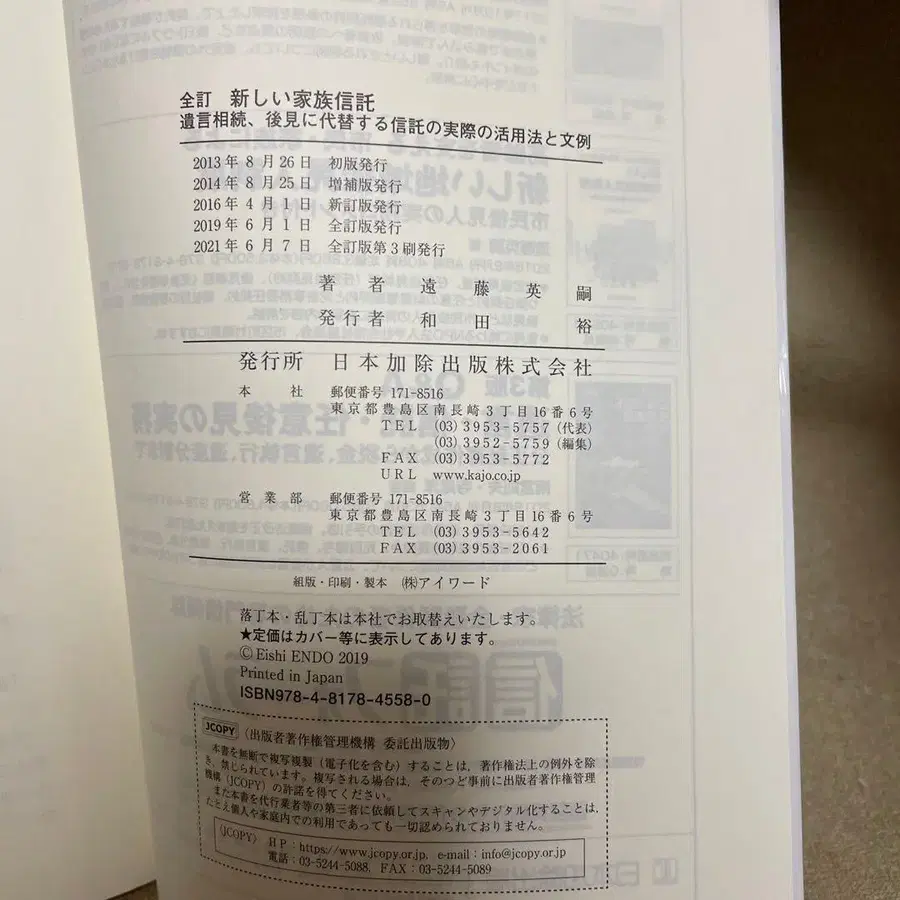 全訂 新しい家族信託
遺言相続、後見に代替する信託の実際の活用法と文例
2013年8月26日 初版発行
2014年8月25日 増補版発行
2016年4月1日 新訂版発行
2019年6月1日 全訂版発行
2021年6月7日 全訂版第3刷発行
著者 遠藤英嗣
発行者 和田裕
発行所 日本加除出版株式会社
本社 郵便番号 171-8516
東京都豊島区南長崎3丁目16番6号
TEL (03)3953-5757(代表)
(03)3952-5759(編集)
FAX (03)3953-5772
URL www.kajo.co.jp
営業部 郵便番号 171-8516
東京都豊島区南長崎3丁目16番6号
TEL (03)3953-5642
FAX (03)3953-2061
組版・印刷・製本 ㈱アイワード
落丁本・乱丁本は本社でお取替えいたします。
★定価はカバー等に表示してあります。
© Eishi ENDO 2019
Printed in Japan
ISBN978-4-8178-4558-0
JCOPY 〈出版者著作権管理機構 委託出版物〉
本書を無断で複写複製(電子化を含む)することは、著作権法上の例外を除
き、禁じられています。複写される場合は、そのつど事前に出版者著作権管理
機構(JCOPY)の許諾を得てください。
また本書を代行業者等の第三者に依頼してスキャンやデジタル化することは、
たとえ個人や家庭内での利用であっても一切認められておりません。
〈JCOPY〉 HP:https://www.jcopy.or.jp, e-mail:info@jcopy.or.jp
電話:03-5244-5088, FAX:03-5244-5089